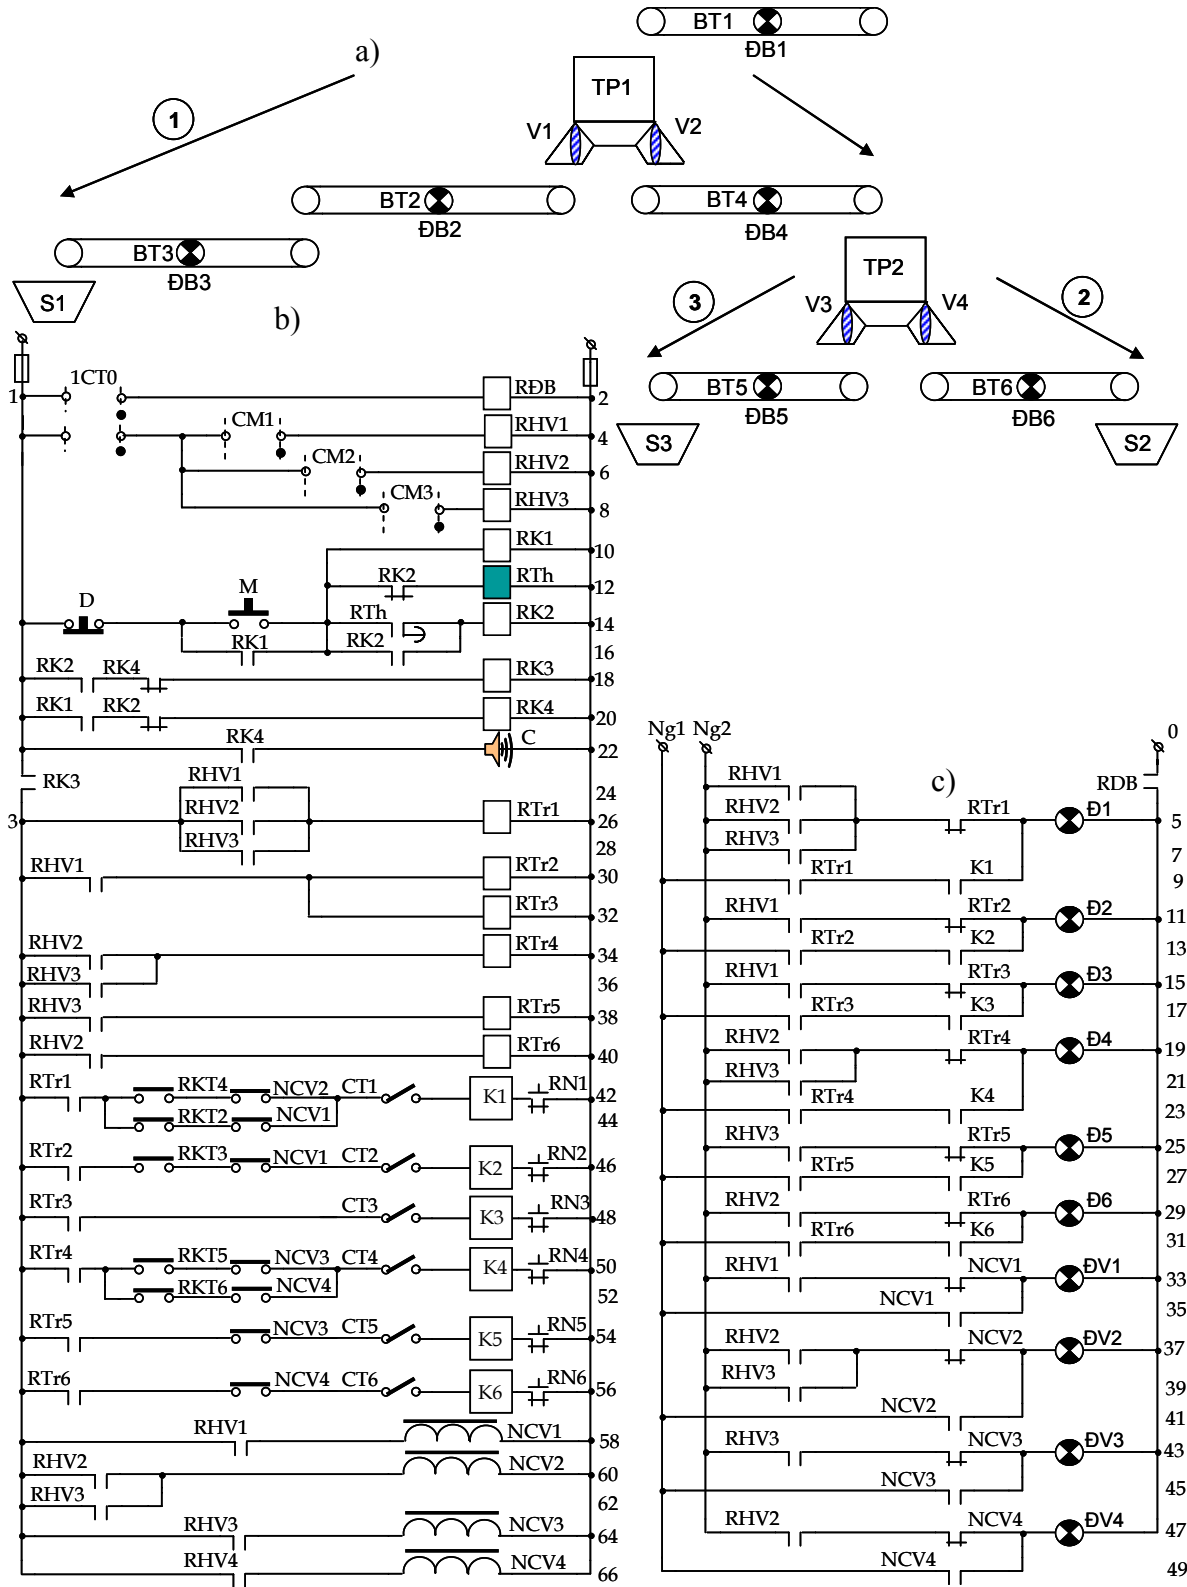 BT1
ĐB1
a)
TP1
1
V1 V2
BT2 BT4
ĐB2 ĐB4
BT3
ĐB3
TP2
S1
3 2
V3 V4
b)
BT5 BT6
ĐB5 ĐB6
S3 S2
1 1CT0 RĐB 2
CM1 RHV1 4
CM2 RHV2 6
CM3 RHV3 8
RK1 10
RK2 RTh 12
D M RTh RK2 14
RK1 RK2 16
RK2 RK4 RK3 18
RK1 RK2 RK4 20
RK4 C 22
RK3
RHV1 24
3 RHV2 RTr1 26
RHV3 28
RHV1 RTr2 30
RTr3 32
RHV2 RTr4 34
RHV3 36
RHV3 RTr5 38
RHV2 RTr6 40
RTr1 RKT4 NCV2 CT1 K1 RN1 42
RKT2 NCV1 44
RTr2 RKT3 NCV1 CT2 K2 RN2 46
RTr3 CT3 K3 RN3 48
RTr4 RKT5 NCV3 CT4 K4 RN4 50
RKT6 NCV4 52
RTr5 NCV3 CT5 K5 RN5 54
RTr6 NCV4 CT6 K6 RN6 56
RHV1 NCV1 58
RHV2 NCV2 60
RHV3 62
RHV3 NCV3 64
RHV4 NCV4 66
Ng1 Ng2 0
c)
RDB
RHV1
RHV2 RTr1 Đ1 5
RHV3 7
RTr1 K1 9
RHV1 RTr2 Đ2 11
RTr2 K2 13
RHV1 RTr3 Đ3 15
RTr3 K3 17
RHV2 RTr4 Đ4 19
RHV3 21
RTr4 K4 23
RHV3 RTr5 Đ5 25
RTr5 K5 27
RHV2 RTr6 Đ6 29
RTr6 K6 31
RHV1 NCV1 ĐV1 33
NCV1 35
RHV2 NCV2 ĐV2 37
RHV3 39
NCV2 41
RHV3 NCV3 ĐV3 43
NCV3 45
RHV2 NCV4 ĐV4 47
NCV4 49